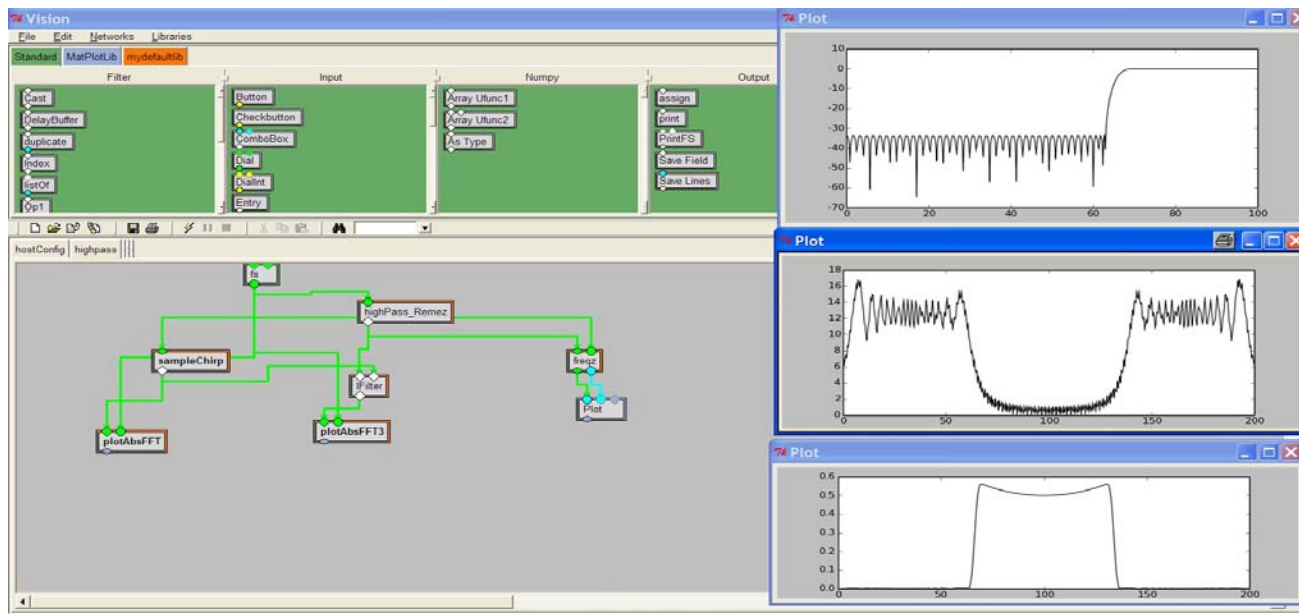 Vision
File Edit Networks Libraries
Standard MatPlotLib mydefaultlib
Filter Input Numpy Output
Cast
DelayBuffer
duplicate
Index
listOf
Op1
Button
Checkbutton
ComboBox
Dial
DialInt
Entry
Array Ufunc1
Array Ufunc2
As Type
assign
print
PrintFS
Save Field
Save Lines
hostConfig highpass
fs
highPass_Remez
sampleChirp
freqz
lFilter
Plot
plotAbsFFT
plotAbsFFT3
Plot
10
0
-10
-20
-30
-40
-50
-60
-70
0 20 40 60 80 100
Plot
18
16
14
12
10
8
6
4
2
0
0 50 100 150 200
Plot
0.6
0.5
0.4
0.3
0.2
0.1
0.0
0 50 100 150 200